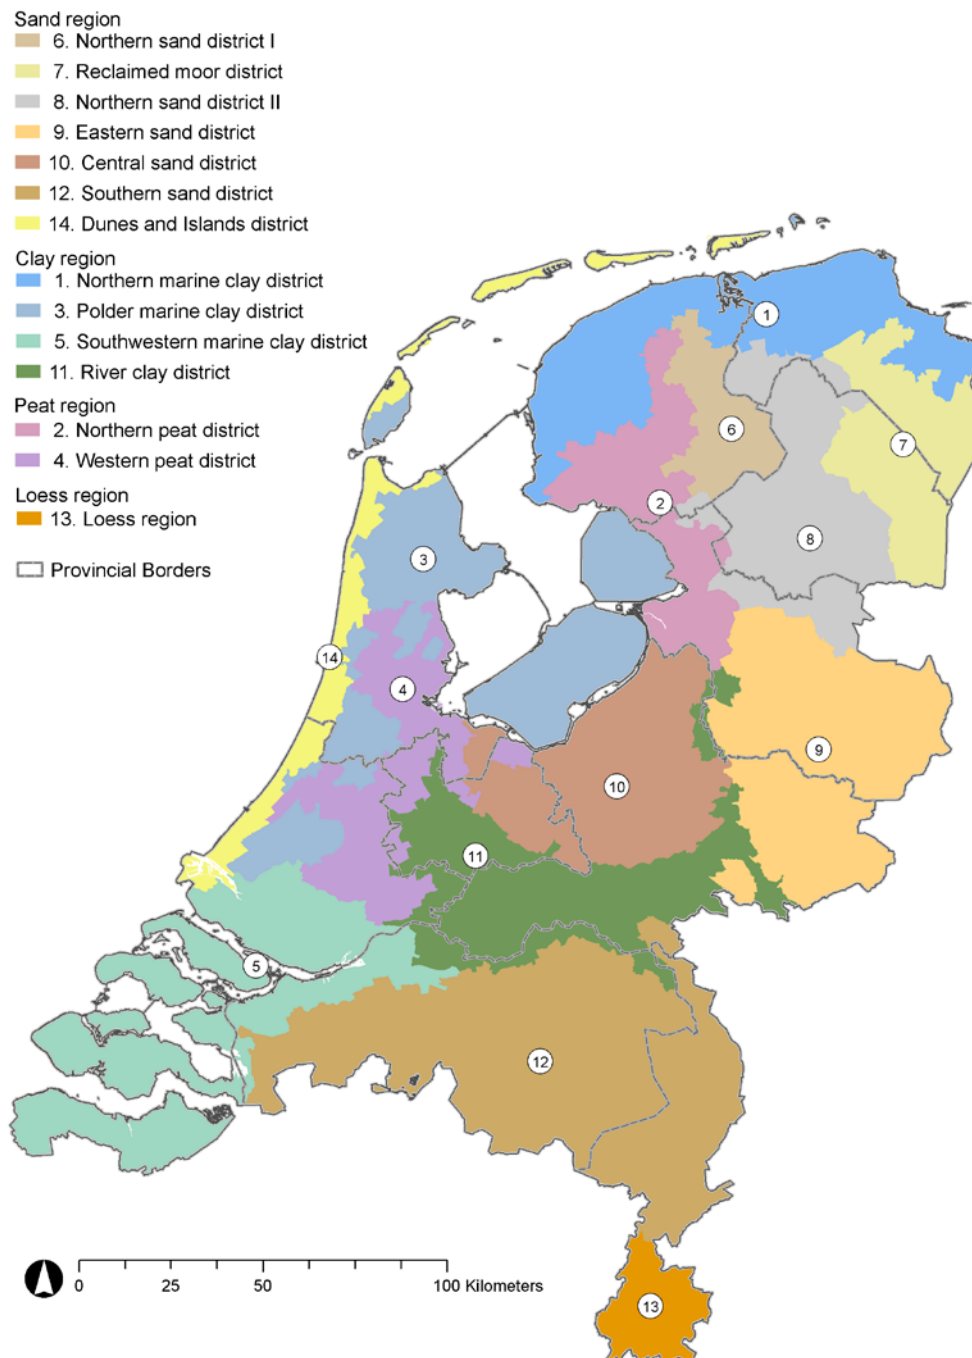 Sand region
6. Northern sand district I
7. Reclaimed moor district
8. Northern sand district II
9. Eastern sand district
10. Central sand district
12. Southern sand district
14. Dunes and Islands district
Clay region
1. Northern marine clay district
3. Polder marine clay district
5. Southwestern marine clay district
11. River clay district
Peat region
2. Northern peat district
4. Western peat district
Loess region
13. Loess region
Provincial Borders
1
6
7
2
8
3
14
4
9
10
11
5
12
13
0 25 50 100 Kilometers